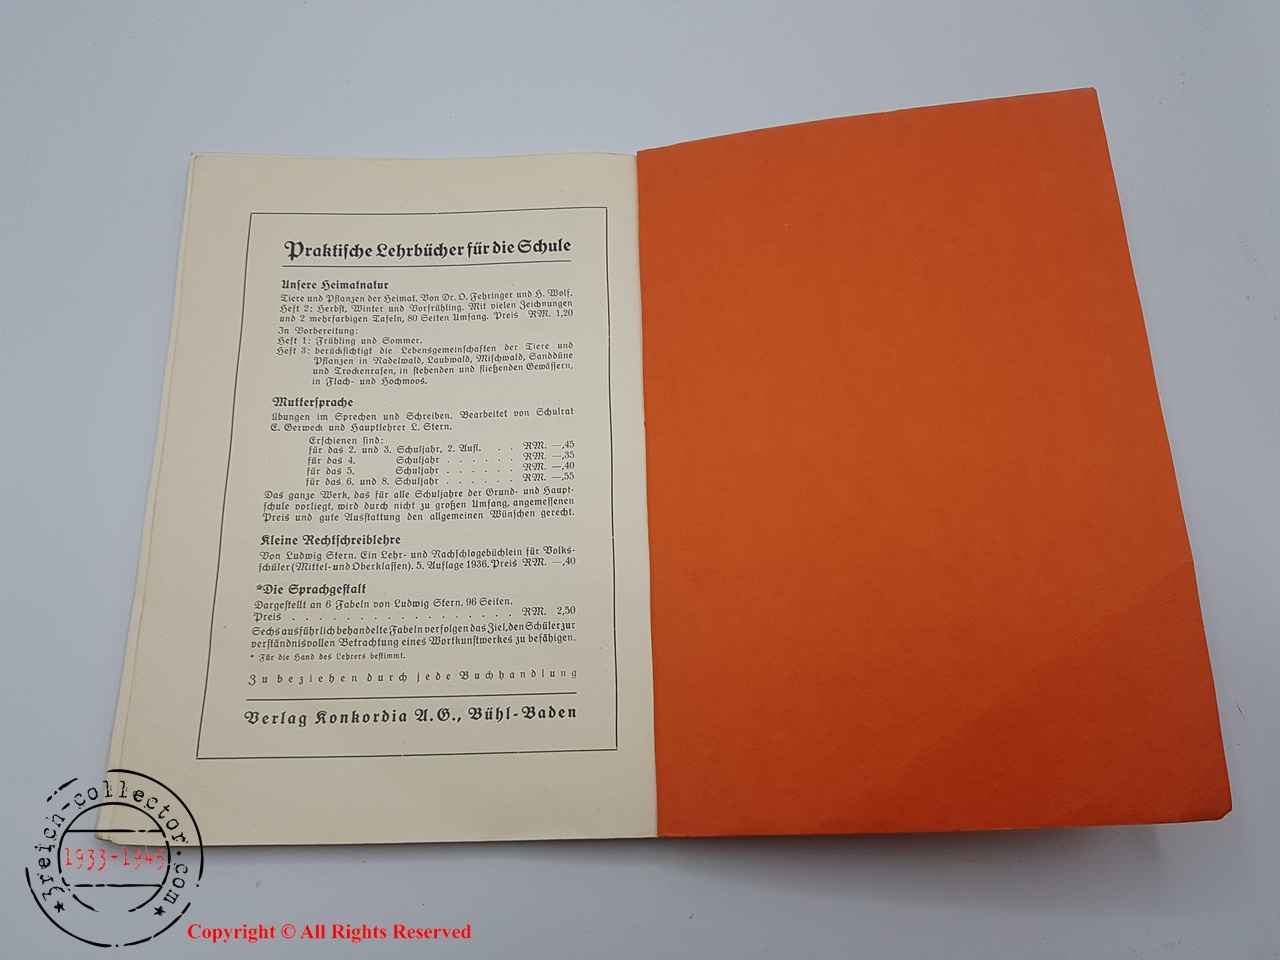 Praktische Lehrbücher für die Schule
Unsere Heimatnatur
Tiere und Pflanzen der Heimat. Von Dr. O. Fehringer und H. Wolf.
Heft 2: Herbst, Winter und Vorfrühling. Mit vielen Zeichnungen
und 2 mehrfarbigen Tafeln, 80 Seiten Umfang. Preis RM. 1,20
In Vorbereitung:
Heft 1: Frühling und Sommer.
Heft 3: berücksichtigt die Lebensgemeinschaften der Tiere und
Pflanzen in Nadelwald, Laubwald, Mischwald, Sanddüne
und Trockenrasen, in stehenden und fließenden Gewässern,
in Flach- und Hochmoos.
Muttersprache
Übungen im Sprechen und Schreiben. Bearbeitet von Schulrat
E. Gerweck und Hauptlehrer L. Stern.
Erschienen sind:
für das 2. und 3. Schuljahr, 2. Aufl. . . RM. —,45
für das 4. Schuljahr . . . . . . RM. —,35
für das 5. Schuljahr . . . . . . RM. —,40
für das 6. und 8. Schuljahr . . . . . . RM. —,55
Das ganze Werk, das für alle Schuljahre der Grund- und Haupt-
schule vorliegt, wird durch nicht zu großen Umfang, angemessenen
Preis und gute Ausstattung den allgemeinen Wünschen gerecht.
Kleine Rechtschreiblehre
Von Ludwig Stern. Ein Lehr- und Nachschlagebüchlein für Volks-
schüler (Mittel- und Oberklassen). 5. Auflage 1936. Preis RM. —,40
*Die Sprachgestalt
Dargestellt an 6 Fabeln von Ludwig Stern. 96 Seiten.
Preis . . . . . . . . . . . . . . . . . RM. 2,50
Sechs ausführlich behandelte Fabeln verfolgen das Ziel, den Schüler zur
verständnisvollen Betrachtung eines Wortkunstwerkes zu befähigen.
* Für die Hand des Lehrers bestimmt.
Zu beziehen durch jede Buchhandlung
Verlag Konkordia A.G., Bühl-Baden
3reich-collector.com
1933-1945
Copyright © All Rights Reserved